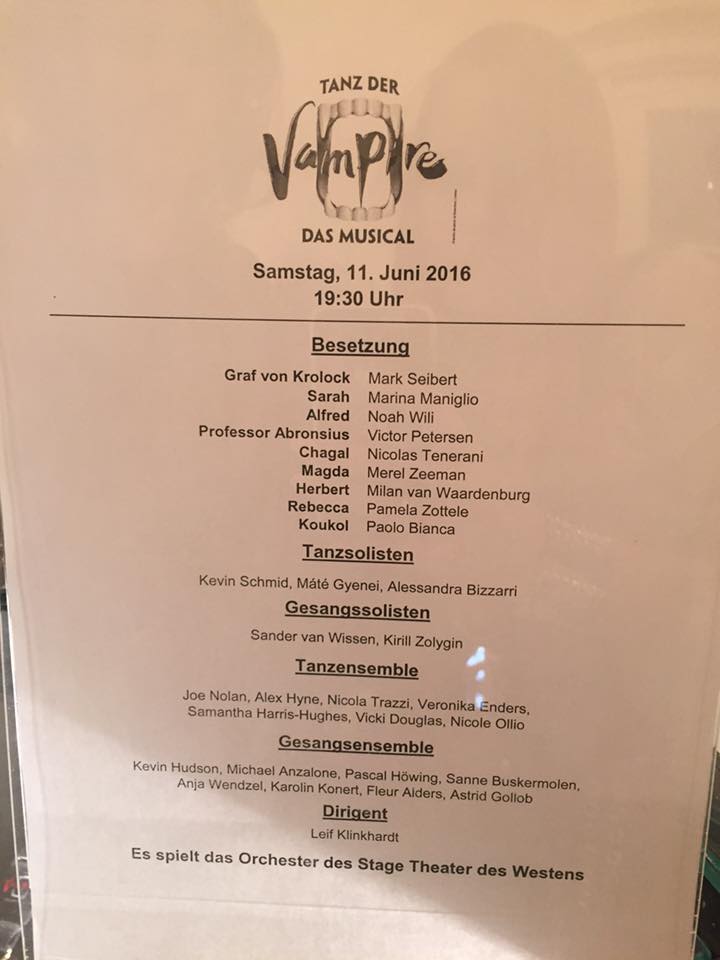 TANZ DER
Vampire
DAS MUSICAL
Samstag, 11. Juni 2016
19:30 Uhr
Besetzung
Graf von Krolock Mark Seibert
Sarah Marina Maniglio
Alfred Noah Wili
Professor Abronsius Victor Petersen
Chagal Nicolas Tenerani
Magda Merel Zeeman
Herbert Milan van Waardenburg
Rebecca Pamela Zottele
Koukol Paolo Bianca
Tanzsolisten
Kevin Schmid, Máté Gyenei, Alessandra Bizzarri
Gesangssolisten
Sander van Wissen, Kirill Zolygin
Tanzensemble
Joe Nolan, Alex Hyne, Nicola Trazzi, Veronika Enders,
Samantha Harris-Hughes, Vicki Douglas, Nicole Ollio
Gesangsensemble
Kevin Hudson, Michael Anzalone, Pascal Höwing, Sanne Buskermolen,
Anja Wendzel, Karolin Konert, Fleur Alders, Astrid Gollob
Dirigent
Leif Klinkhardt
Es spielt das Orchester des Stage Theater des Westens